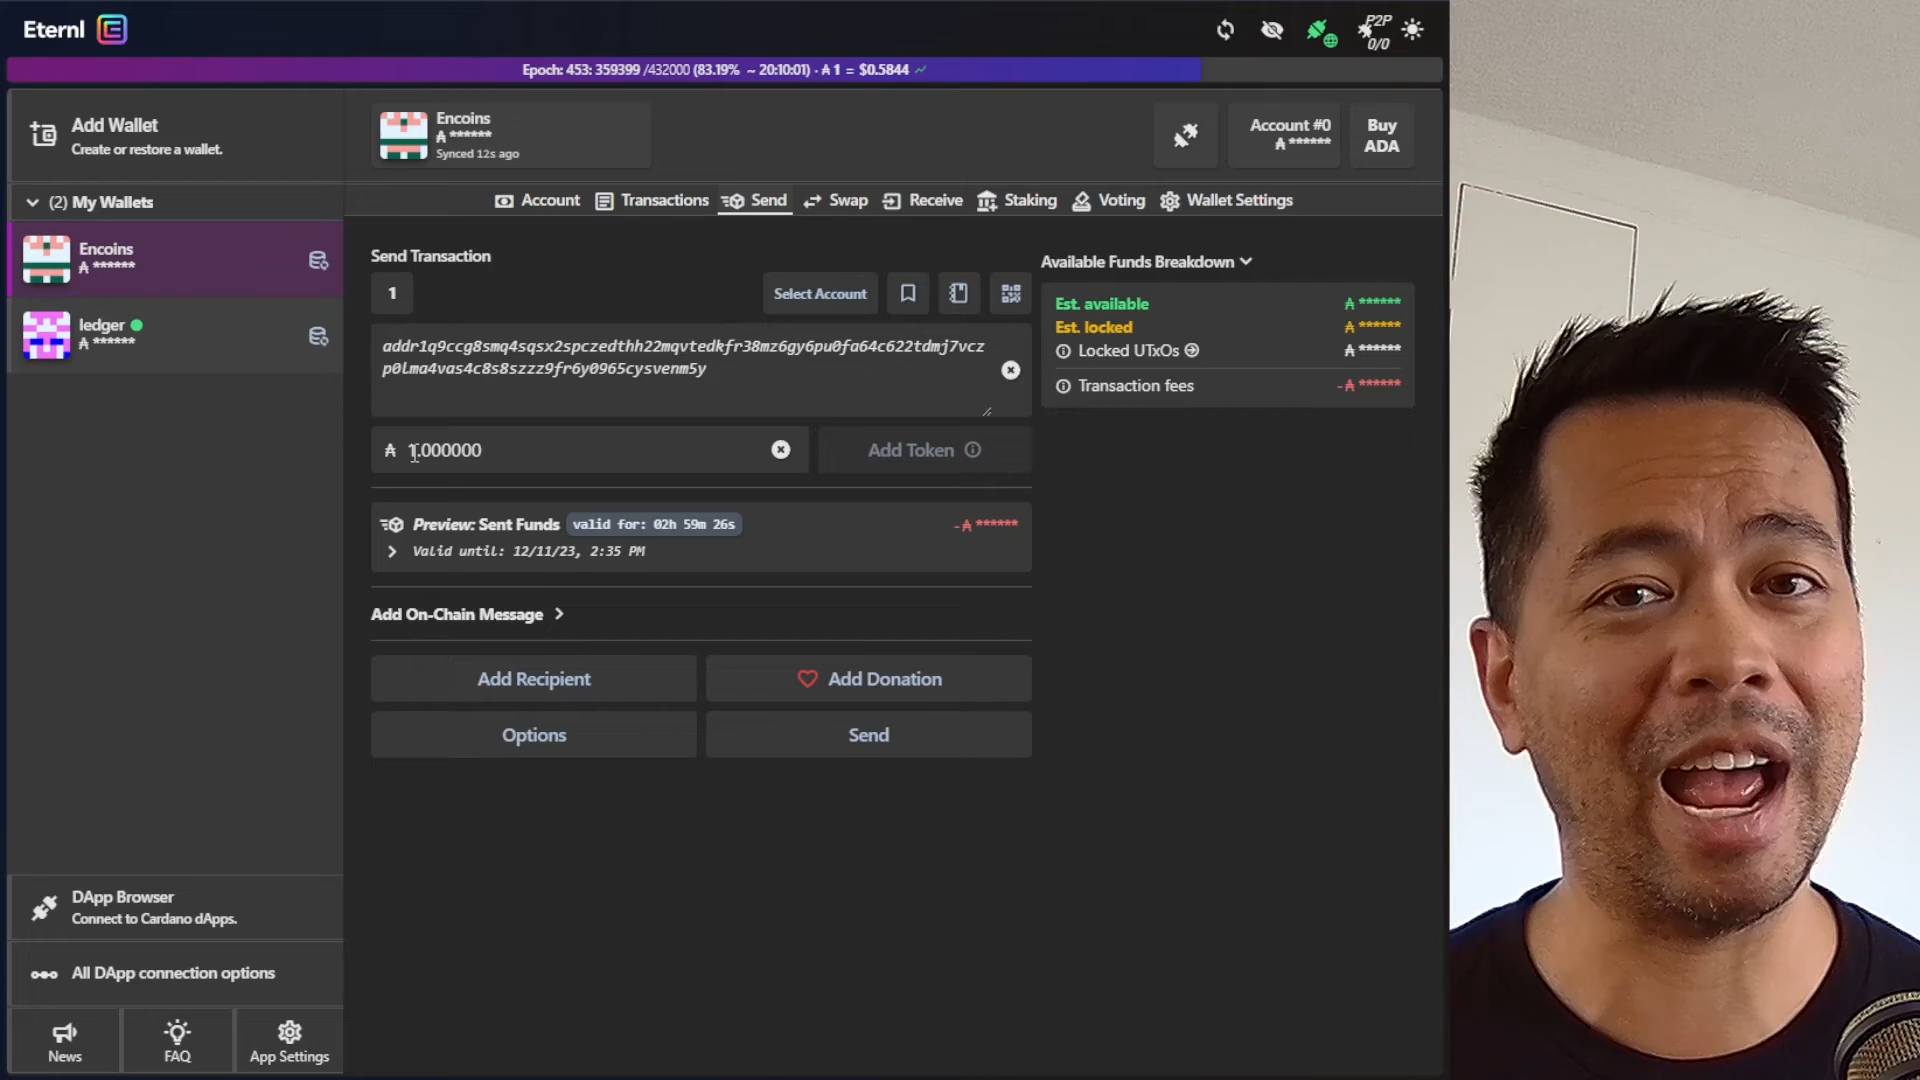 Eternl
P2P
0/0
Epoch: 453: 359399 /432000 (83.19% ~ 20:10:01) · ₳ 1 = $0.5844
Add Wallet
Create or restore a wallet.
Encoins
₳ ******
Synced 12s ago
Account #0
₳ ******
Buy
ADA
(2) My Wallets
Account
Transactions
Send
Swap
Receive
Staking
Voting
Wallet Settings
Encoins
₳ ******
ledger
₳ ******
Send Transaction
1
Select Account
addr1q9ccg8smq4sqsx2spczedthh22mqvtedkfr38mz6gy6pu0fa64c622tdmj7vcz
p0lma4vas4c8s8szzz9fr6y0965cysvenm5y
₳ 1.000000
Add Token
Preview: Sent Funds
valid for: 02h 59m 26s
-₳ ******
Valid until: 12/11/23, 2:35 PM
Add On-Chain Message
Add Recipient
Add Donation
Options
Send
Available Funds Breakdown
Est. available ₳ ******
Est. locked ₳ ******
Locked UTxOs ₳ ******
Transaction fees -₳ ******
DApp Browser
Connect to Cardano dApps.
All DApp connection options
News
FAQ
App Settings